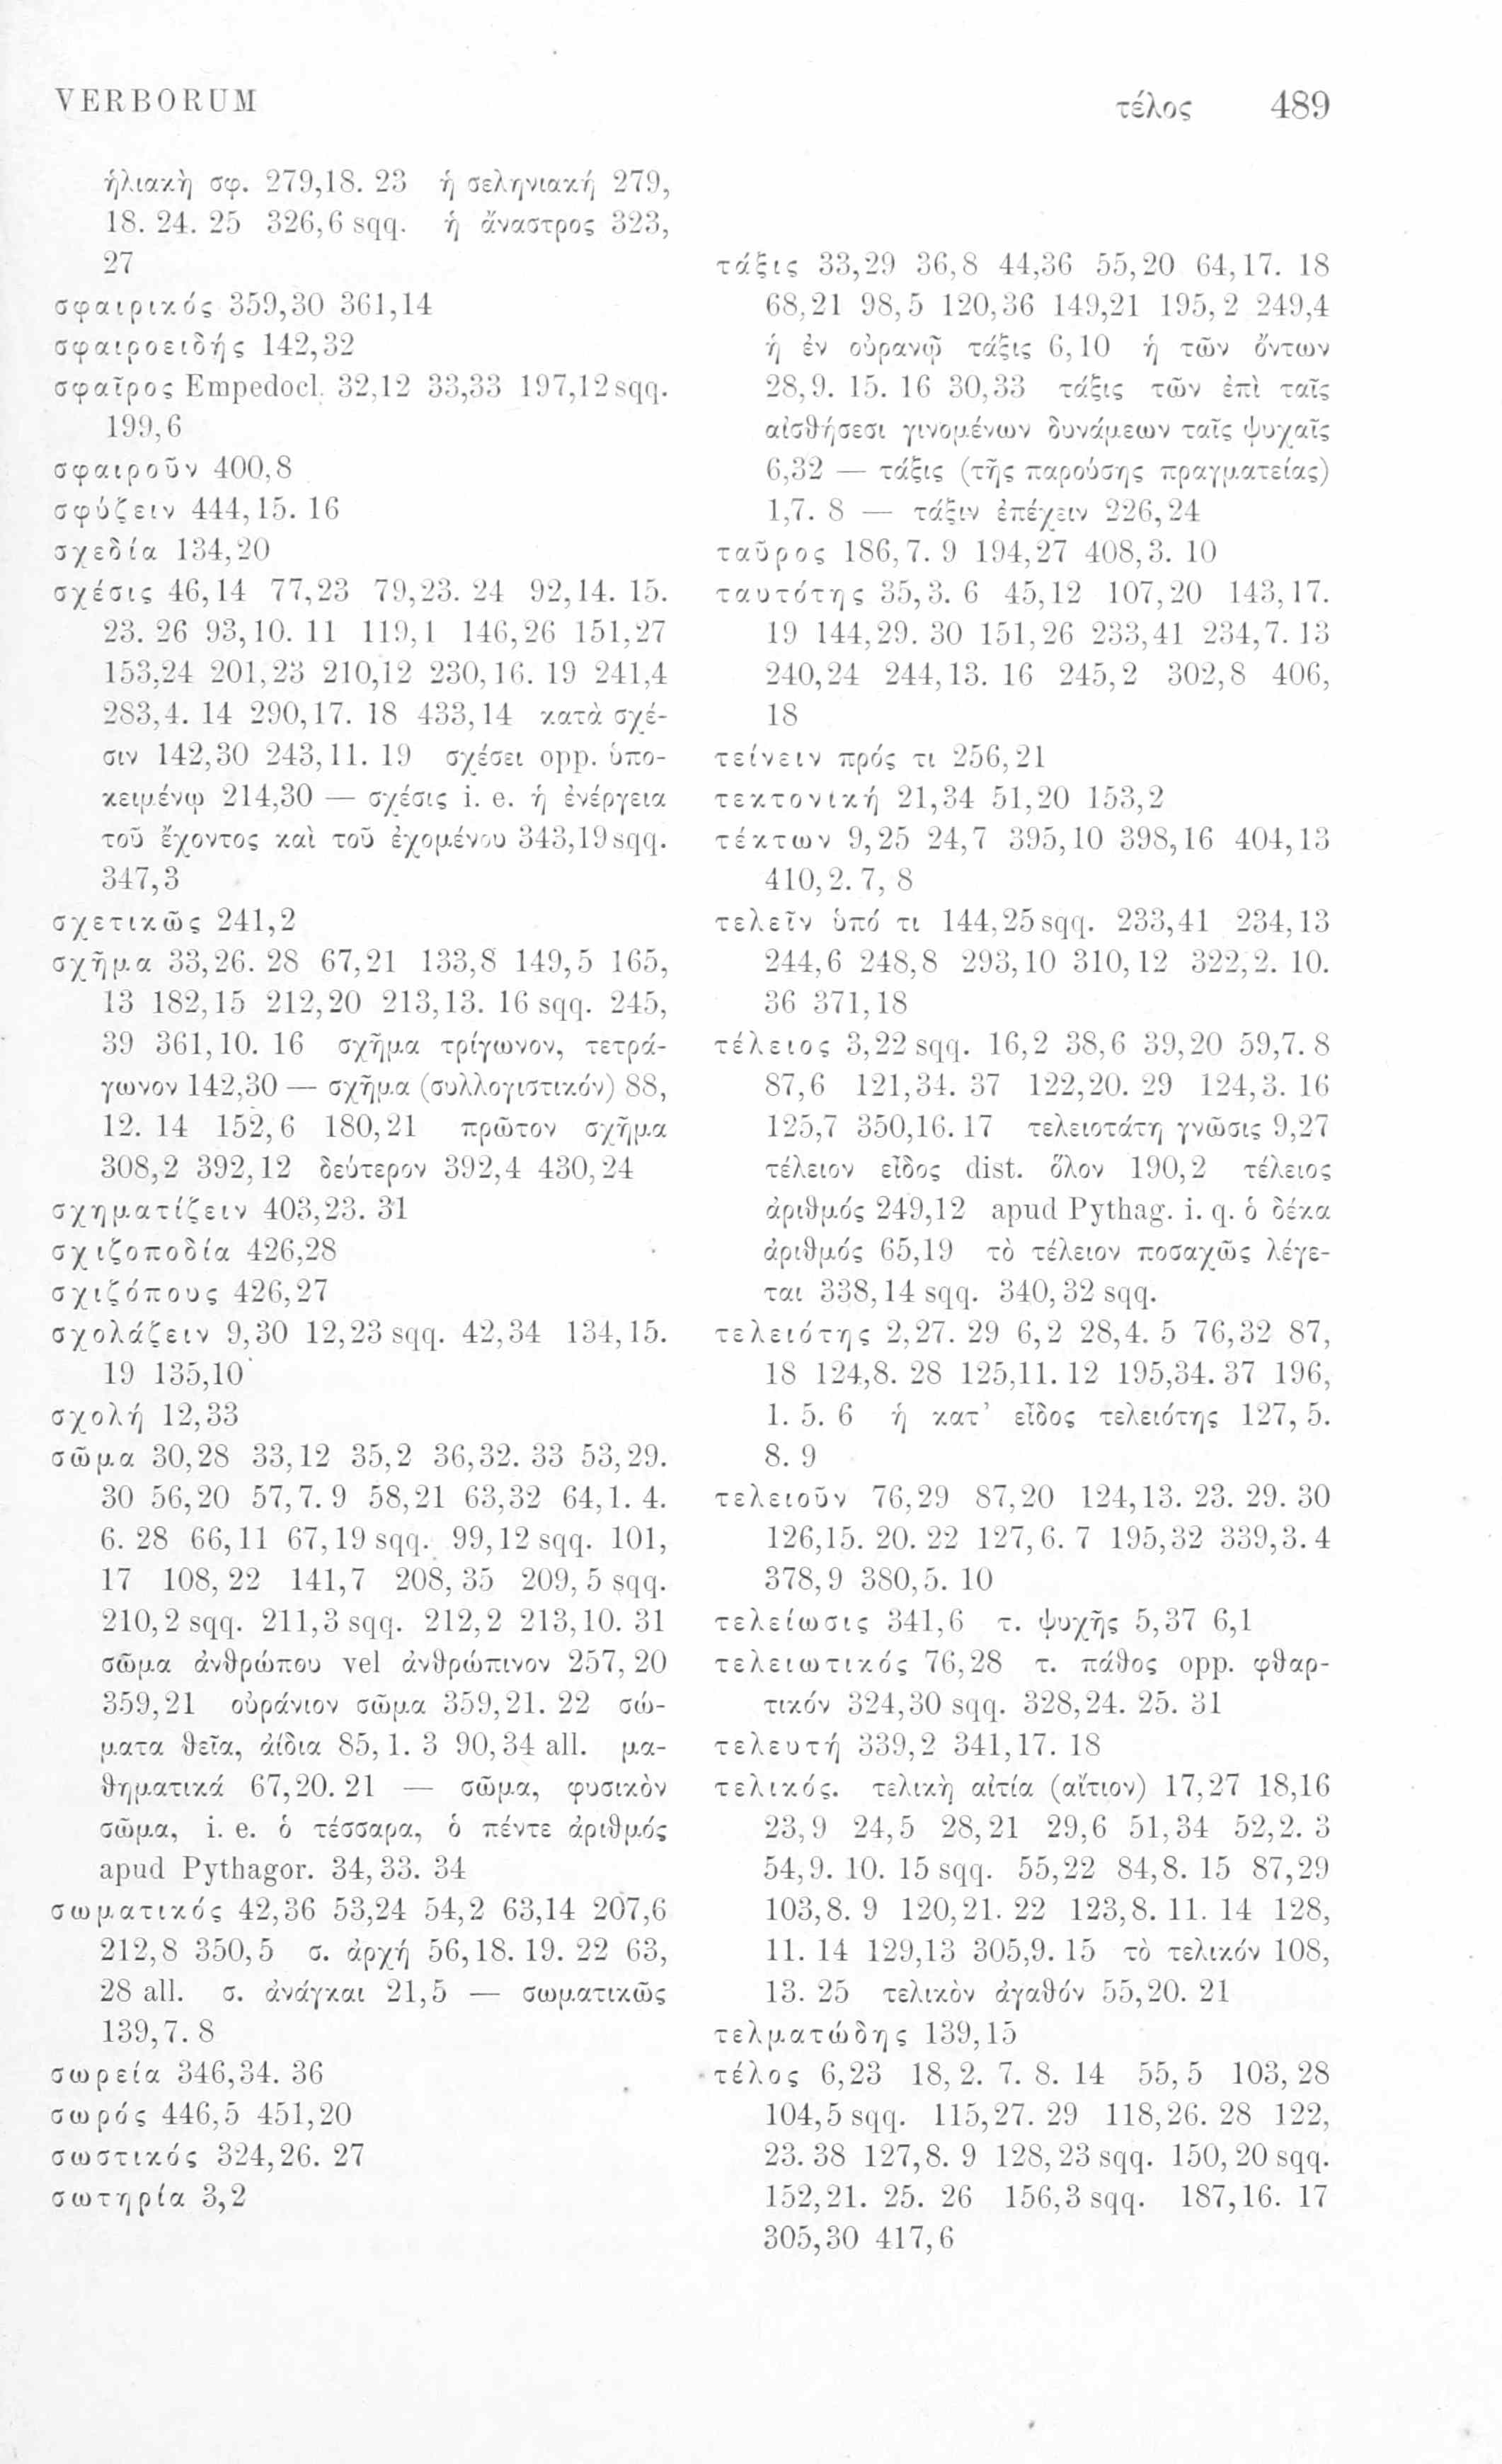 VERBORUM τέλος 489
ἡλιακὴ σφ. 279,18. 23 ἡ σεληνιακή 279,
18. 24. 25 326,6 sqq. ἡ ἄναστρος 323,
27
σφαιρικός 359,30 361,14
σφαιροειδής 142,32
σφαῖρος Empedocl. 32,12 33,33 197,12 sqq.
199,6
σφαιροῦν 400,8
σφύζειν 444,15. 16
σχεδία 134,20
σχέσις 46,14 77,23 79,23. 24 92,14. 15.
23. 26 93,10. 11 119,1 146,26 151,27
153,24 201,23 210,12 230,16. 19 241,4
283,4. 14 290,17. 18 433,14 κατὰ σχέ-
σιν 142,30 243,11. 19 σχέσει opp. ὑπο-
κειμένῳ 214,30 — σχέσις i. e. ἡ ἐνέργεια
τοῦ ἔχοντος καὶ τοῦ ἐχομένου 343,19 sqq.
347,3
σχετικῶς 241,2
σχῆμα 33,26. 28 67,21 133,8 149,5 165,
13 182,15 212,20 213,13. 16 sqq. 245,
39 361,10. 16 σχῆμα τρίγωνον, τετρά-
γωνον 142,30 — σχῆμα (συλλογιστικόν) 88,
12. 14 152,6 180,21 πρῶτον σχῆμα
308,2 392,12 δεύτερον 392,4 430,24
σχηματίζειν 403,23. 31
σχιζοποδία 426,28
σχιζόπους 426,27
σχολάζειν 9,30 12,23 sqq. 42,34 134,15.
19 135,10
σχολή 12,33
σῶμα 30,28 33,12 35,2 36,32. 33 53,29.
30 56,20 57,7. 9 58,21 63,32 64,1. 4.
6. 28 66,11 67,19 sqq. 99,12 sqq. 101,
17 108,22 141,7 208,35 209,5 sqq.
210,2 sqq. 211,3 sqq. 212,2 213,10. 31
σῶμα ἀνθρώπου vel ἀνθρώπινον 257,20
359,21 οὐράνιον σῶμα 359,21. 22 σώ-
ματα θεῖα, ἀίδια 85,1. 3 90,34 all. μα-
θηματικά 67,20. 21 — σῶμα, φυσικὸν
σῶμα, i. e. ὁ τέσσαρα, ὁ πέντε ἀριθμός
apud Pythagor. 34,33. 34
σωματικός 42,36 53,24 54,2 63,14 207,6
212,8 350,5 σ. ἀρχή 56,18. 19. 22 63,
28 all. σ. ἀνάγκαι 21,5 — σωματικῶς
139,7. 8
σωρεία 346,34. 36
σωρός 446,5 451,20
σωστικός 324,26. 27
σωτηρία 3,2
τάξις 33,29 36,8 44,36 55,20 64,17. 18
68,21 98,5 120,36 149,21 195,2 249,4
ἡ ἐν οὐρανῷ τάξις 6,10 ἡ τῶν ὄντων
28,9. 15. 16 30,33 τάξις τῶν ἐπὶ ταῖς
αἰσθήσεσι γινομένων δυνάμεων ταῖς ψυχαῖς
6,32 — τάξις (τῆς παρούσης πραγματείας)
1,7. 8 — τάξιν ἐπέχειν 226,24
ταῦρος 186,7. 9 194,27 408,3. 10
ταυτότης 35,3. 6 45,12 107,20 143,17.
19 144,29. 30 151,26 233,41 234,7. 13
240,24 244,13. 16 245,2 302,8 406,
18
τείνειν πρός τι 256,21
τεκτονική 21,34 51,20 153,2
τέκτων 9,25 24,7 395,10 398,16 404,13
410,2. 7, 8
τελεῖν ὑπό τι 144,25 sqq. 233,41 234,13
244,6 248,8 293,10 310,12 322,2. 10.
36 371,18
τέλειος 3,22 sqq. 16,2 38,6 39,20 59,7. 8
87,6 121,34. 37 122,20. 29 124,3. 16
125,7 350,16. 17 τελειοτάτη γνῶσις 9,27
τέλειον εἶδος dist. ὅλον 190,2 τέλειος
ἀριθμός 249,12 apud Pythag. i. q. ὁ δέκα
ἀριθμός 65,19 τὸ τέλειον ποσαχῶς λέγε-
ται 338,14 sqq. 340,32 sqq.
τελειότης 2,27. 29 6,2 28,4. 5 76,32 87,
18 124,8. 28 125,11. 12 195,34. 37 196,
1. 5. 6 ἡ κατ’ εἶδος τελειότης 127,5.
8. 9
τελειοῦν 76,29 87,20 124,13. 23. 29. 30
126,15. 20. 22 127,6. 7 195,32 339,3. 4
378,9 380,5. 10
τελείωσις 341,6 τ. ψυχῆς 5,37 6,1
τελειωτικός 76,28 τ. πάθος opp. φθαρ-
τικόν 324,30 sqq. 328,24. 25. 31
τελευτή 339,2 341,17. 18
τελικός. τελικὴ αἰτία (αἴτιον) 17,27 18,16
23,9 24,5 28,21 29,6 51,34 52,2. 3
54,9. 10. 15 sqq. 55,22 84,8. 15 87,29
103,8. 9 120,21. 22 123,8. 11. 14 128,
11. 14 129,13 305,9. 15 τὸ τελικόν 108,
13. 25 τελικὸν ἀγαθόν 55,20. 21
τελματώδης 139,15
τέλος 6,23 18,2. 7. 8. 14 55,5 103,28
104,5 sqq. 115,27. 29 118,26. 28 122,
23. 38 127,8. 9 128,23 sqq. 150,20 sqq.
152,21. 25. 26 156,3 sqq. 187,16. 17
305,30 417,6